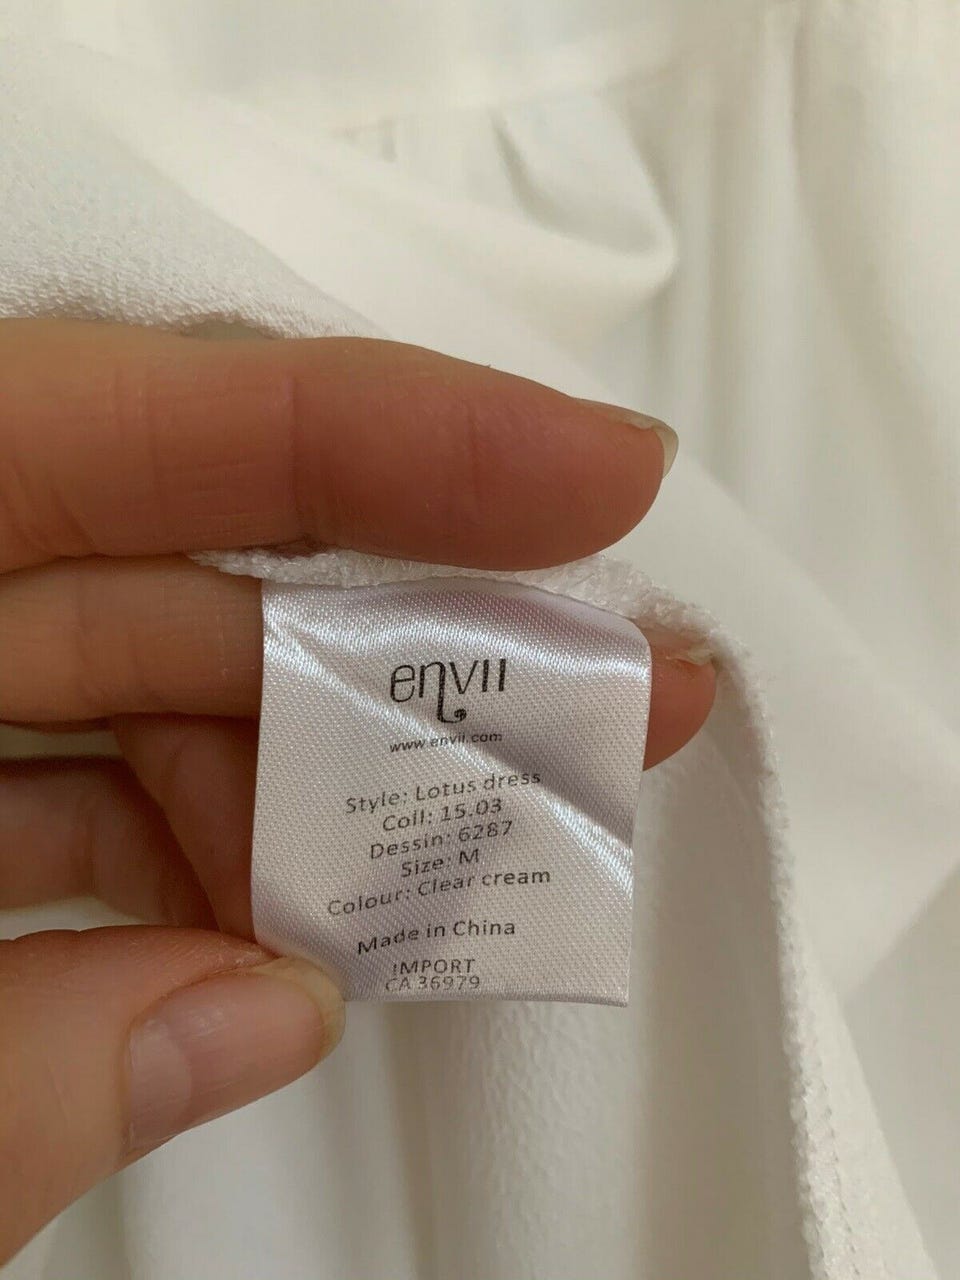 envii
www.envii.com
Style: Lotus dress
Coll: 15.03
Dessin: 6287
Size: M
Colour: Clear cream
Made in China
IMPORT
CA 36979